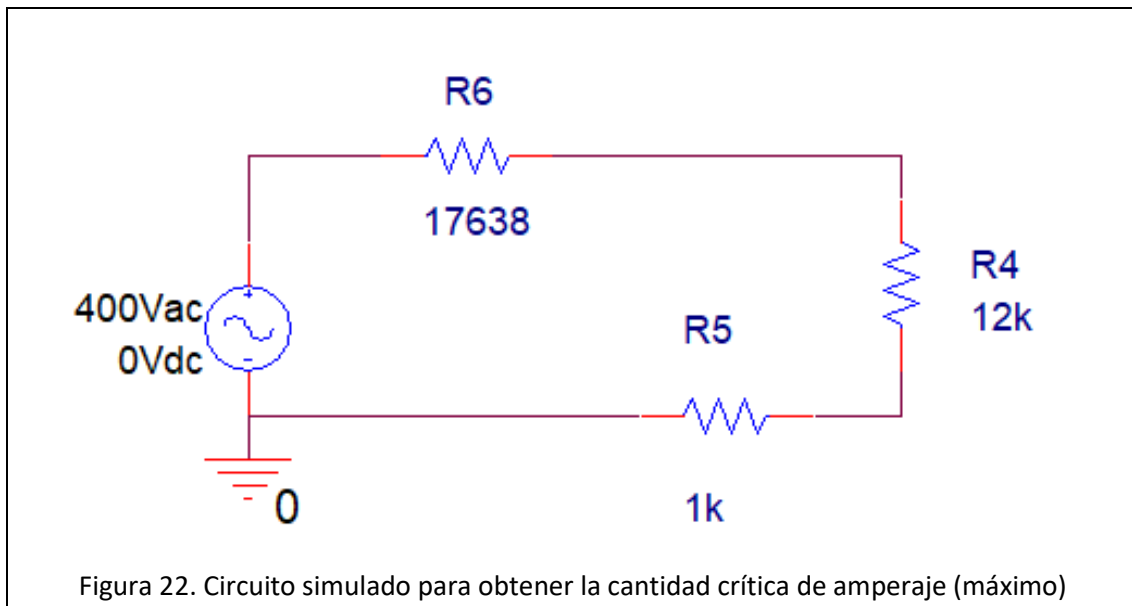 R6
17638
400Vac
0Vdc
R4
12k
R5
1k
0
Figura 22. Circuito simulado para obtener la cantidad crítica de amperaje (máximo)